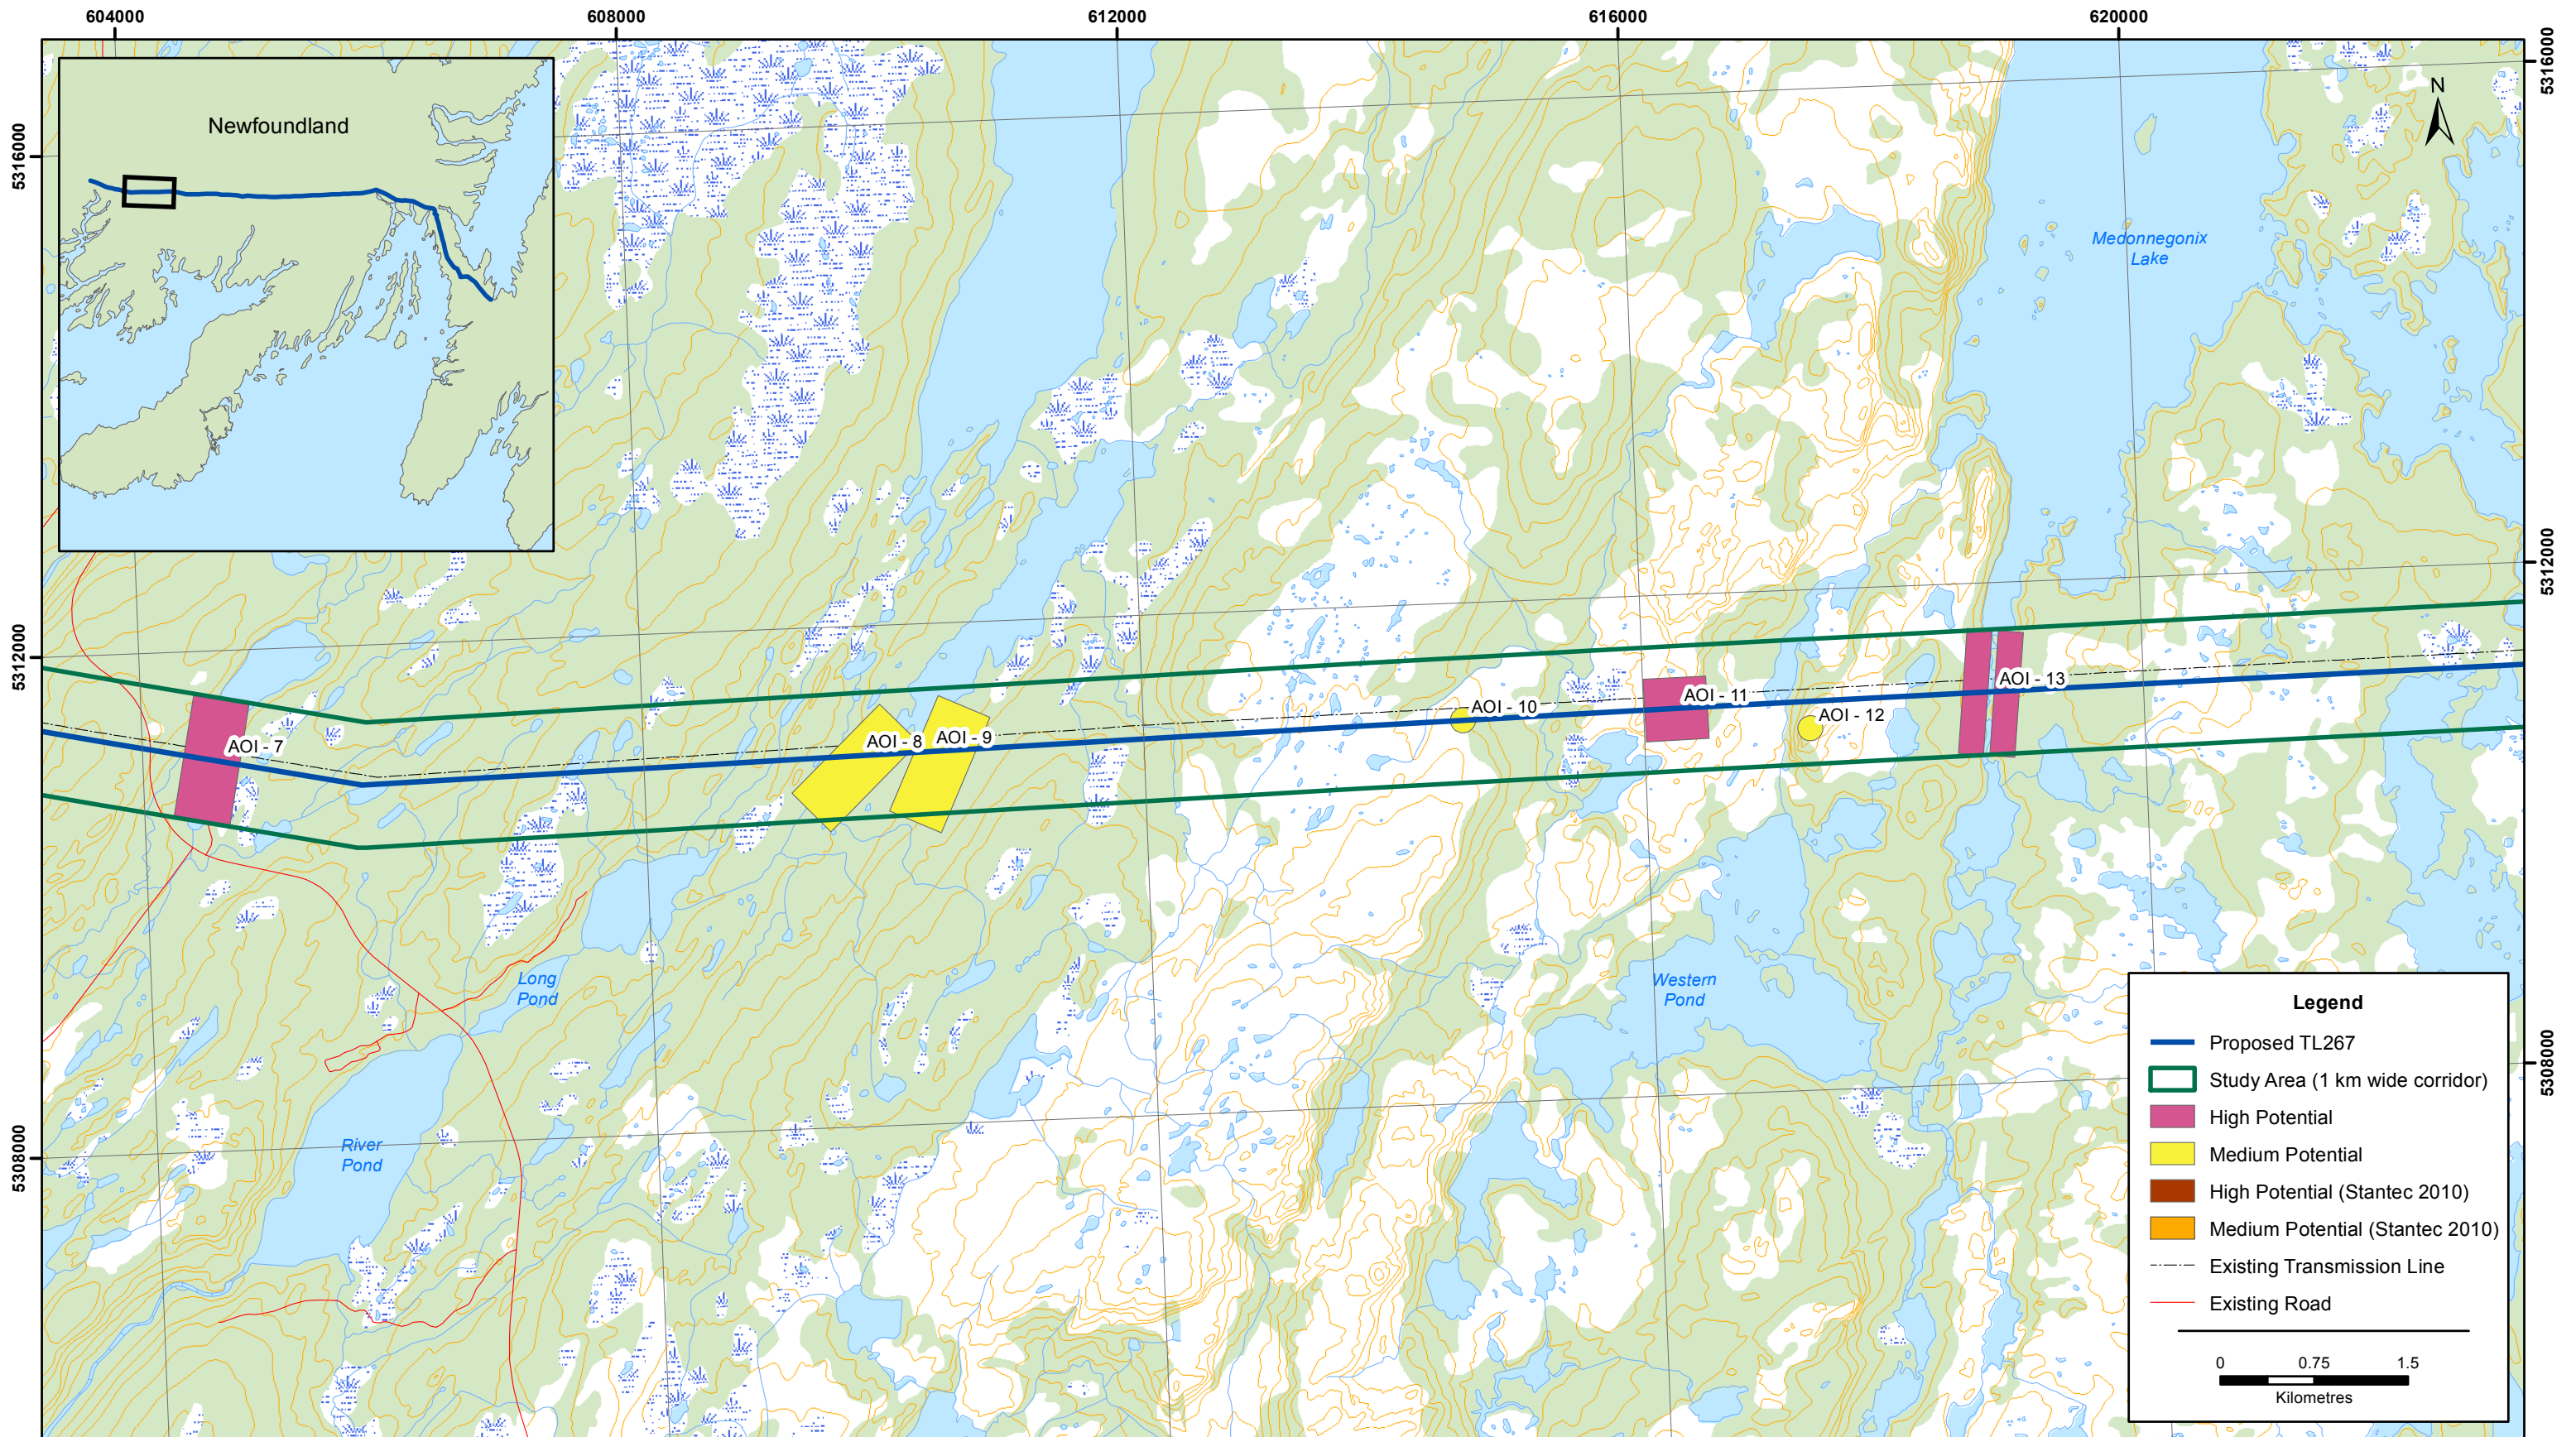 604000
608000
612000
616000
620000
5316000
5312000
5308000
5316000
5312000
5308000
Newfoundland
N
Medonnegonix
Lake
AOI - 7
AOI - 8
AOI - 9
AOI - 10
AOI - 11
AOI - 12
AOI - 13
Long
Pond
Western
Pond
River
Pond
Legend
Proposed TL267
Study Area (1 km wide corridor)
High Potential
Medium Potential
High Potential (Stantec 2010)
Medium Potential (Stantec 2010)
Existing Transmission Line
Existing Road
0 0.75 1.5
Kilometres